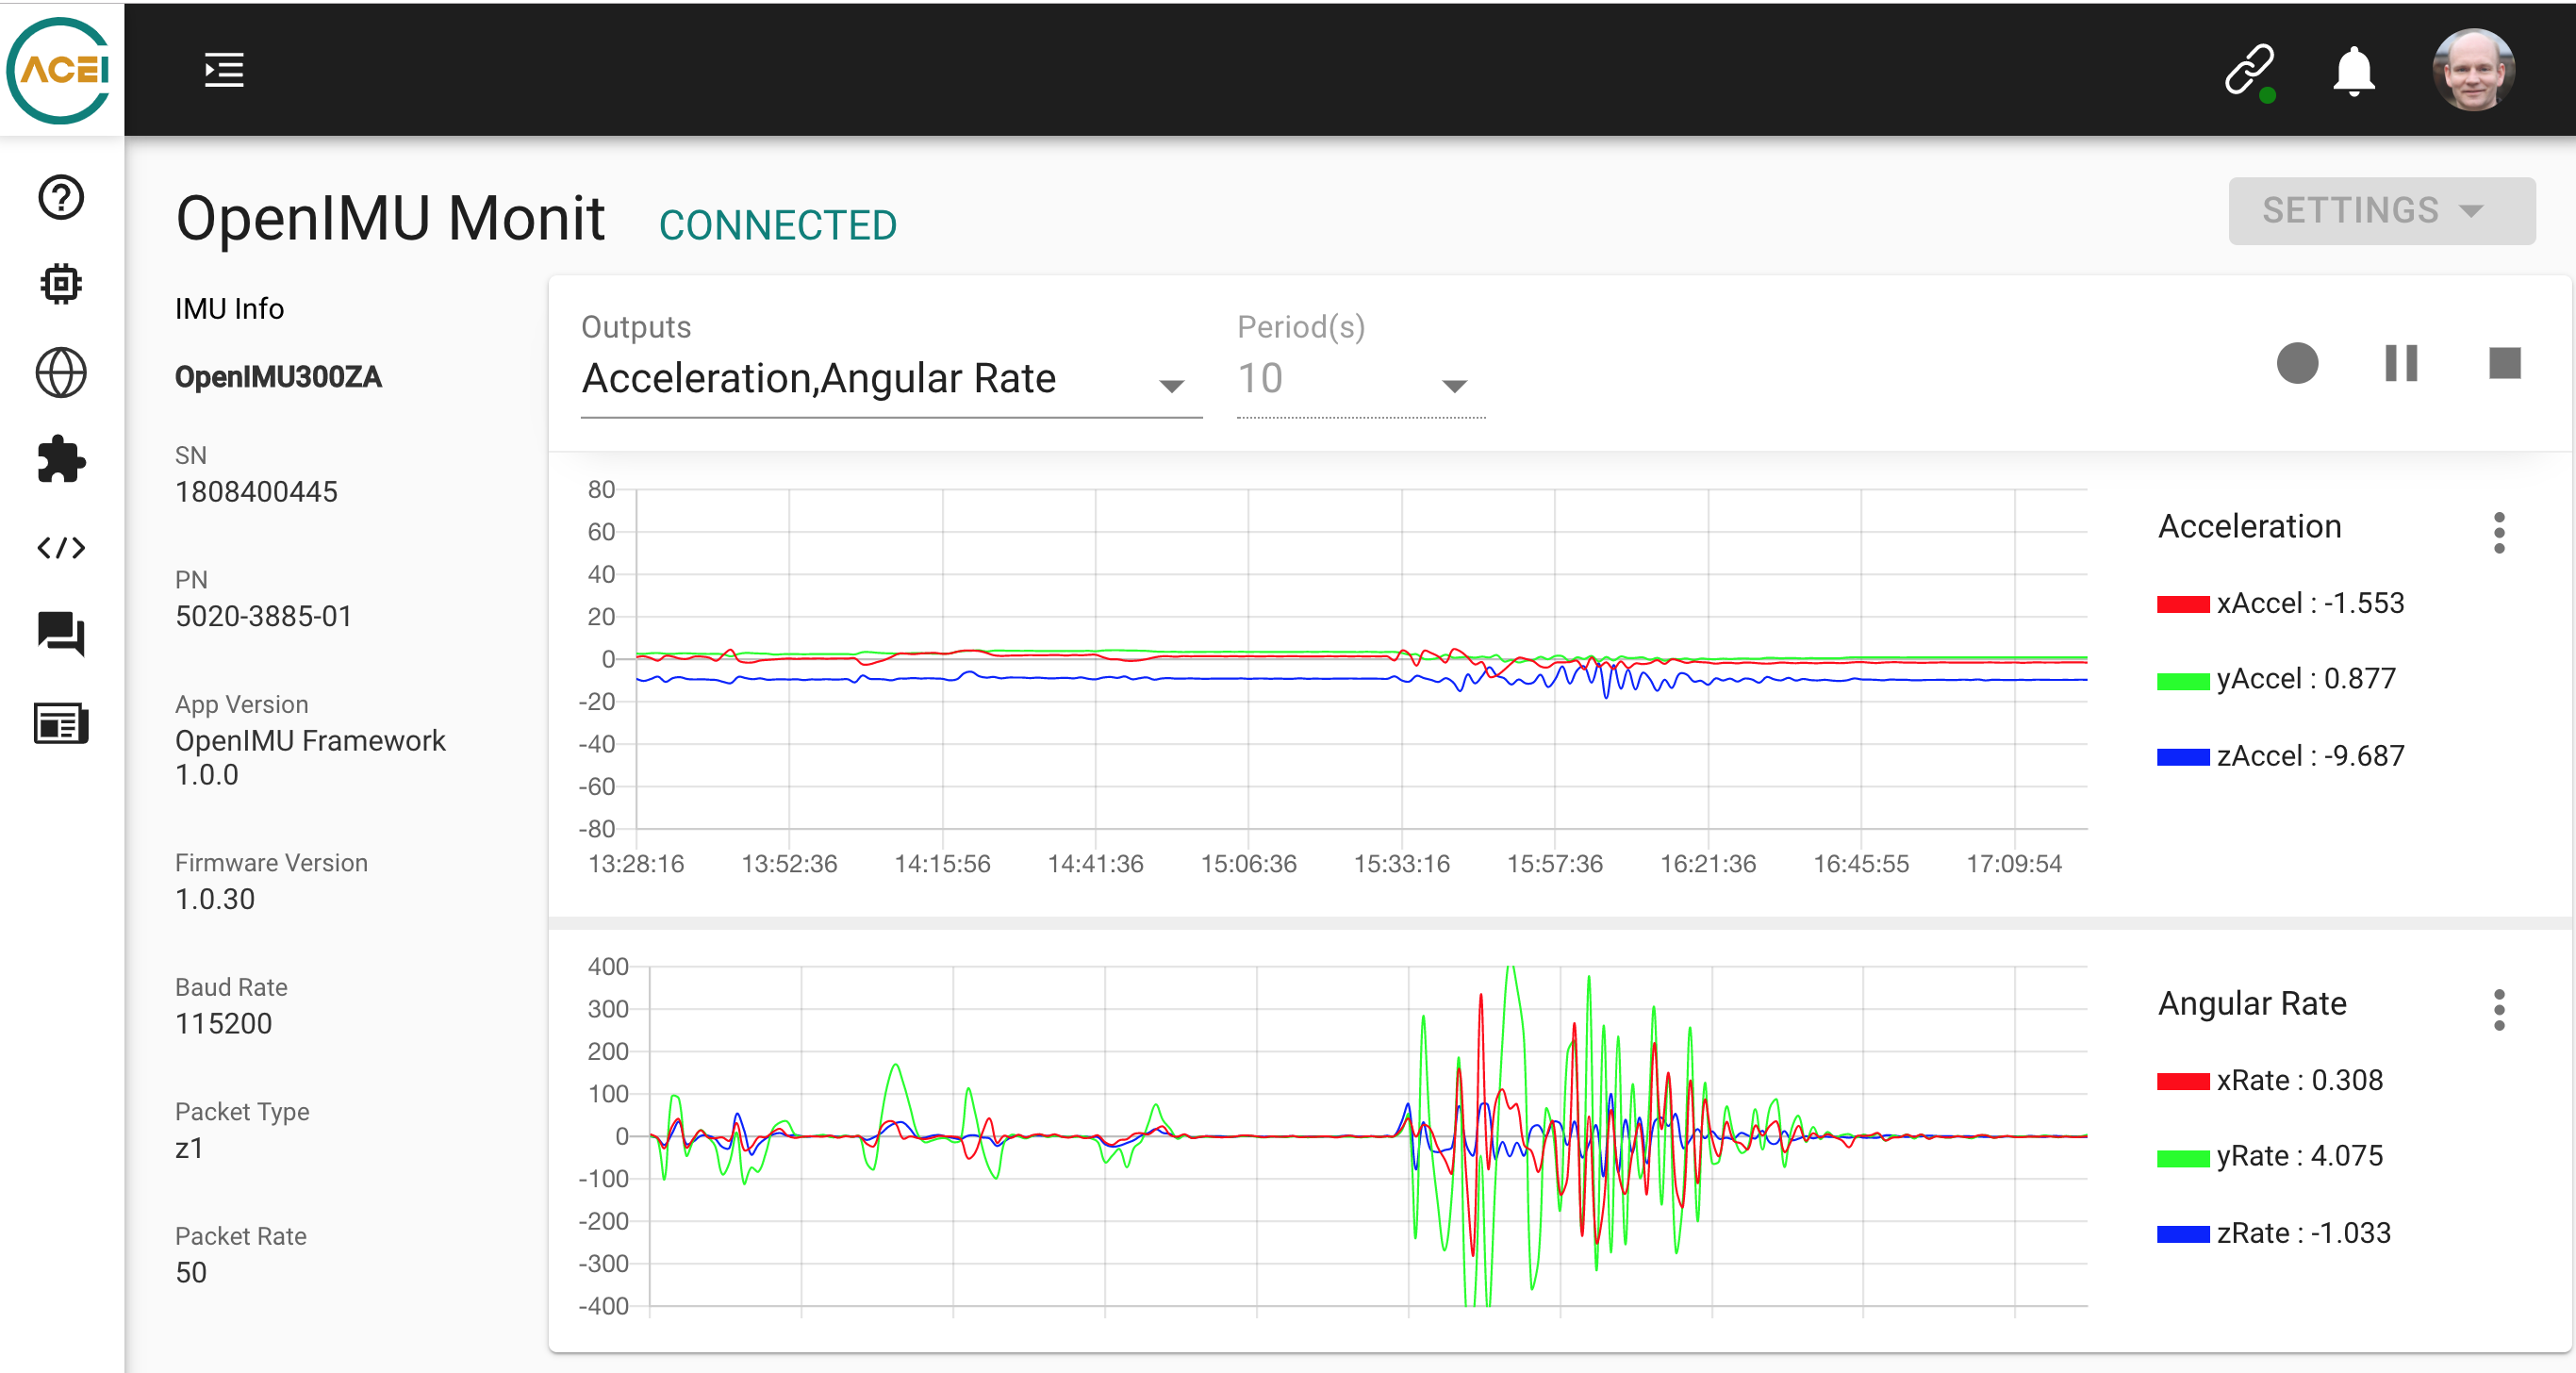 ACEI
OpenIMU Monit
CONNECTED
SETTINGS
IMU Info
OpenIMU300ZA
SN
1808400445
PN
5020-3885-01
App Version
OpenIMU Framework
1.0.0
Firmware Version
1.0.30
Baud Rate
115200
Packet Type
z1
Packet Rate
50
Outputs
Acceleration,Angular Rate
Period(s)
10
80
60
40
20
0
-20
-40
-60
-80
13:28:16 13:52:36 14:15:56 14:41:36 15:06:36 15:33:16 15:57:36 16:21:36 16:45:55 17:09:54
Acceleration
xAccel : -1.553
yAccel : 0.877
zAccel : -9.687
400
300
200
100
0
-100
-200
-300
-400
Angular Rate
xRate : 0.308
yRate : 4.075
zRate : -1.033